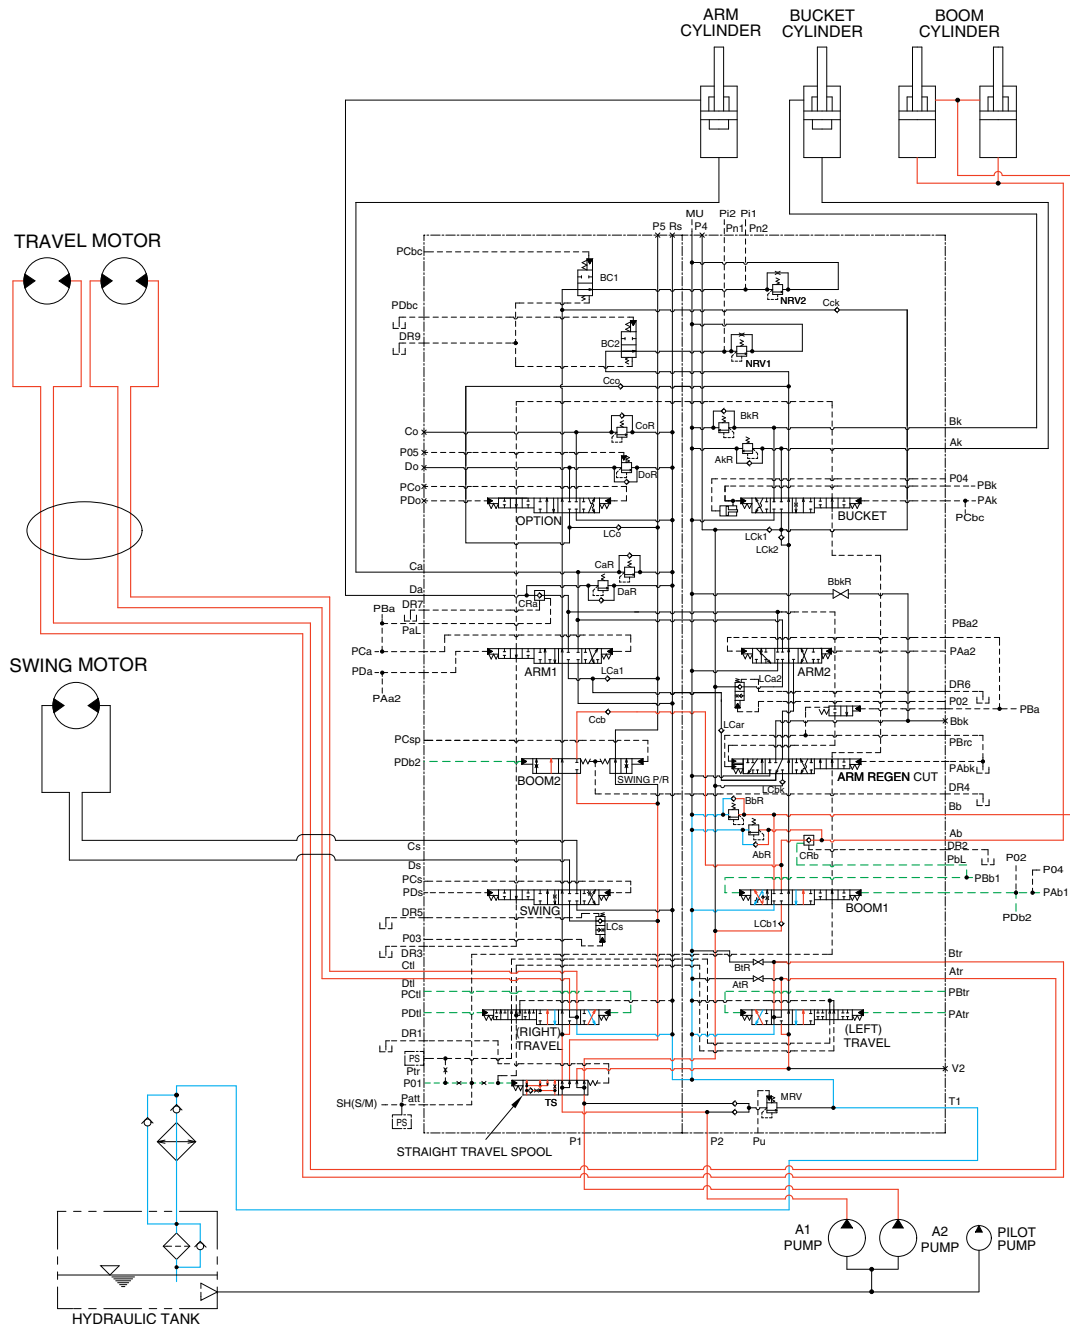 ARM
CYLINDER
BUCKET
CYLINDER
BOOM
CYLINDER
TRAVEL MOTOR
SWING MOTOR
MU
Pi2
Pi1
P5
Rs
P4
Pn1
Pn2
PCbc
BC1
NRV2
Cck
PDbc
DR9
BC2
NRV1
Cco
Co
CoR
BkR
Bk
P05
Do
DoR
AkR
Ak
PCo
PDo
OPTION
P04
PBk
PAk
PCbc
BUCKET
LCo
LCk1
LCk2
Ca
CaR
Da
DaR
CRa
BbkR
PBa
DR7
PaL
PBa2
PCa
PAa2
PDa
ARM1
ARM2
PAa2
LCa1
LCa2
DR6
P02
PBa
Ccb
LCar
Bbk
PCsp
PBrc
PDb2
BOOM2
SWING P/R
ARM REGEN CUT
PAbk
LCbk
DR4
BbR
Bb
AbR
CRb
Ab
DR2
PbL
P02
P04
PBb1
PAb1
PDb2
Cs
Ds
PCs
PDs
SWING
BOOM1
DR5
LCs
LCb1
P03
DR3
Ctl
BtR
Btr
Dtl
AtR
Atr
PCtl
PBtr
PDtl
PAtr
(RIGHT)
TRAVEL
(LEFT)
TRAVEL
DR1
PS
Ptr
P01
V2
Patt
SH(S/M)
PS
TS
MRV
T1
STRAIGHT TRAVEL SPOOL
P1
P2
Pu
A1
PUMP
A2
PUMP
PILOT
PUMP
HYDRAULIC TANK